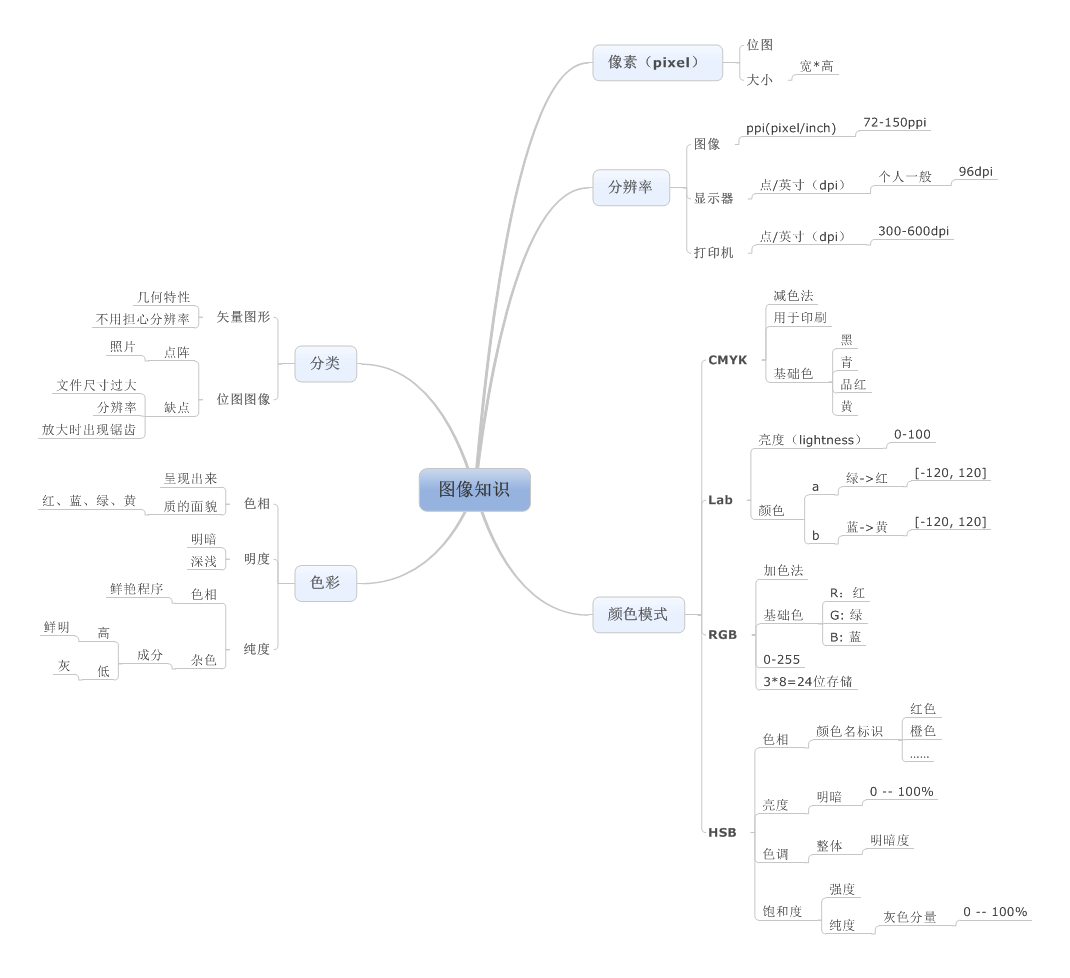 图像知识
像素（pixel）
位图
大小
宽*高
分辨率
图像
ppi(pixel/inch)
72-150ppi
显示器
点/英寸（dpi）
个人一般
96dpi
打印机
点/英寸（dpi）
300-600dpi
颜色模式
CMYK
减色法
用于印刷
基础色
黑
青
品红
黄
Lab
亮度（lightness）
0-100
颜色
a
绿->红
[-120, 120]
b
蓝->黄
[-120, 120]
RGB
加色法
基础色
R：红
G: 绿
B: 蓝
0-255
3*8=24位存储
HSB
色相
颜色名标识
红色
橙色
……
亮度
明暗
0 -- 100%
色调
整体
明暗度
饱和度
强度
纯度
灰色分量
0 -- 100%
分类
矢量图形
几何特性
不用担心分辨率
位图图像
点阵
照片
缺点
文件尺寸过大
分辨率
放大时出现锯齿
色彩
色相
呈现出来
质的面貌
红、蓝、绿、黄
明度
明暗
深浅
纯度
色相
鲜艳程序
杂色
成分
高
鲜明
低
灰